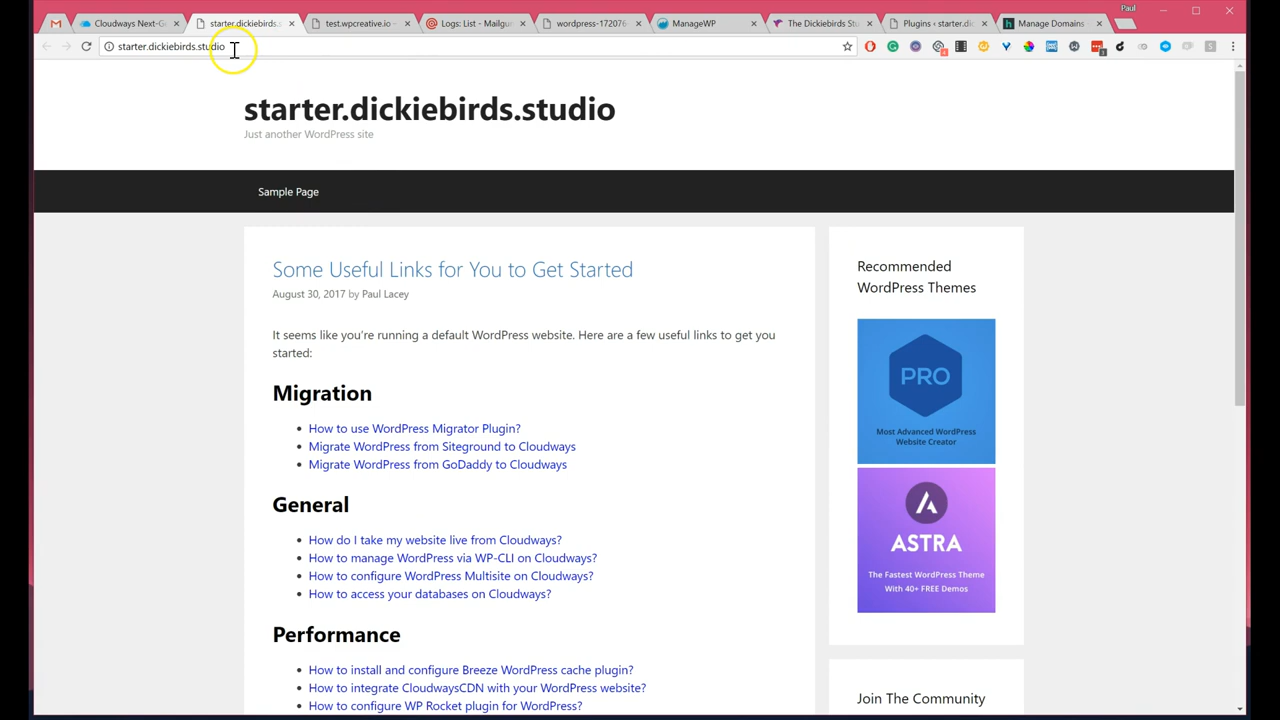 Paul
Cloudways Next-G
starter.dickiebirds.s
test.wpcreative.io -
Logs: List - Mailgu
wordpress-172076
ManageWP
The Dickiebirds Stu
Plugins ‹ starter.di
Manage Domains
starter.dickiebirds.studio
starter.dickiebirds.studio
Just another WordPress site
Sample Page
Some Useful Links for You to Get Started
August 30, 2017 by Paul Lacey
It seems like you’re running a default WordPress website. Here are a few useful links to get you
started:
Migration
• How to use WordPress Migrator Plugin?
• Migrate WordPress from Siteground to Cloudways
• Migrate WordPress from GoDaddy to Cloudways
General
• How do I take my website live from Cloudways?
• How to manage WordPress via WP-CLI on Cloudways?
• How to configure WordPress Multisite on Cloudways?
• How to access your databases on Cloudways?
Performance
• How to install and configure Breeze WordPress cache plugin?
• How to integrate CloudwaysCDN with your WordPress website?
• How to configure WP Rocket plugin for WordPress?
Recommended
WordPress Themes
PRO
Most Advanced WordPress
Website Creator
ASTRA
The Fastest WordPress Theme
With 40+ FREE Demos
Join The Community